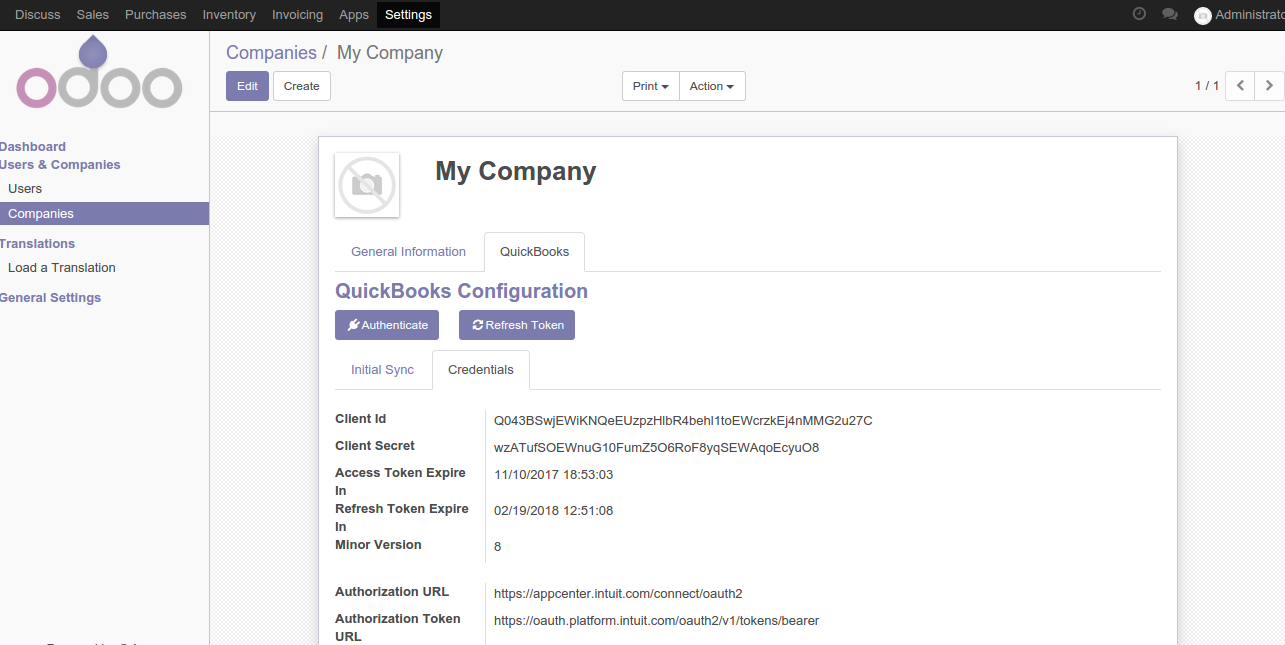 Discuss Sales Purchases Inventory Invoicing Apps Settings Administrato
odoo
Companies / My Company
Edit Create Print Action 1 / 1
Dashboard
Users & Companies
Users
Companies
Translations
Load a Translation
General Settings
My Company
General Information QuickBooks
QuickBooks Configuration
Authenticate Refresh Token
Initial Sync Credentials
Client Id Q043BSwjEWiKNQeEUzpzHlbR4behl1toEWcrzkEj4nMMG2u27C
Client Secret wzATufSOEWnuG10FumZ5O6RoF8yqSEWAqoEcyuO8
Access Token Expire 11/10/2017 18:53:03
In
Refresh Token Expire 02/19/2018 12:51:08
In
Minor Version 8
Authorization URL https://appcenter.intuit.com/connect/oauth2
Authorization Token https://oauth.platform.intuit.com/oauth2/v1/tokens/bearer
URL